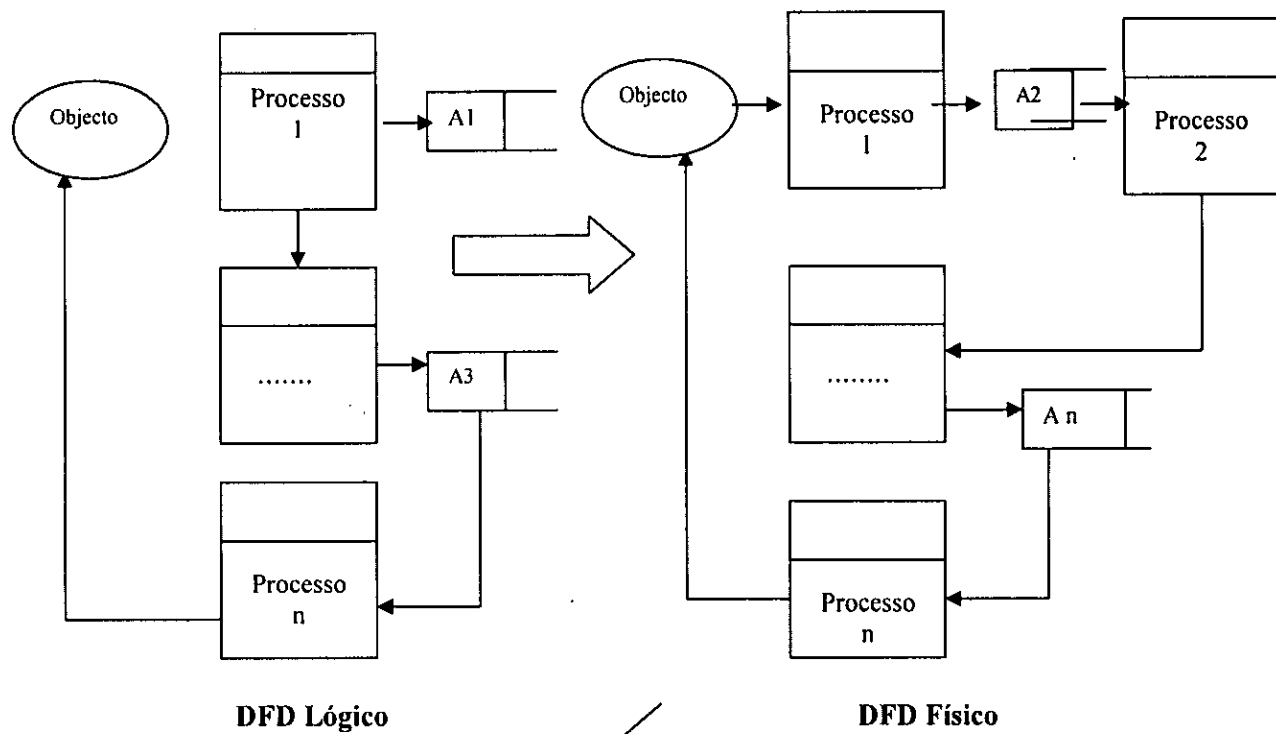 Objecto
Processo
1
A1
.......
A3
Processo
n
DFD Lógico
Objecto
Processo
1
A2
Processo
2
........
A n
Processo
n
DFD Físico